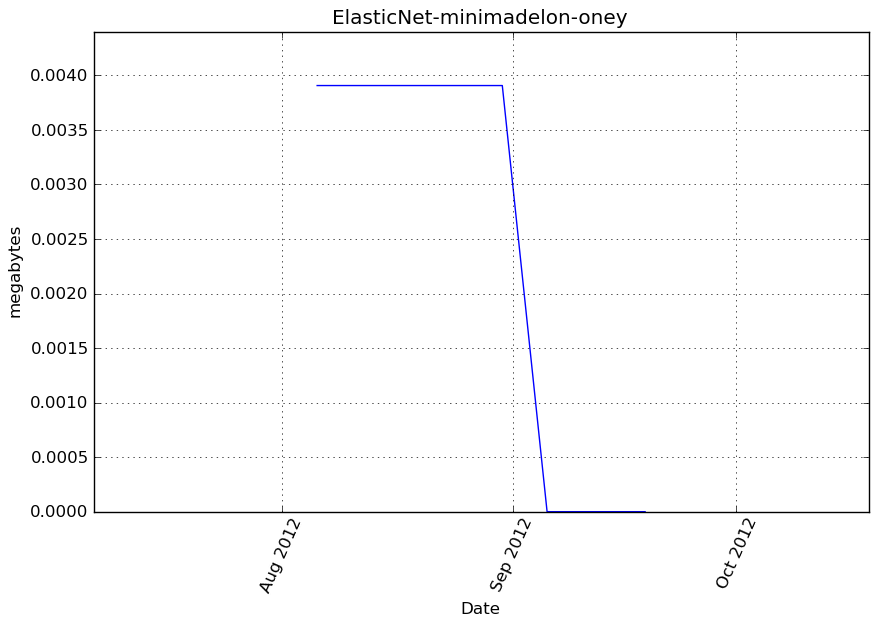 ElasticNet-minimadelon-oney
0.0040
0.0035
0.0030
0.0025
0.0020
0.0015
0.0010
0.0005
0.0000
megabytes
Aug 2012
Sep 2012
Oct 2012
Date